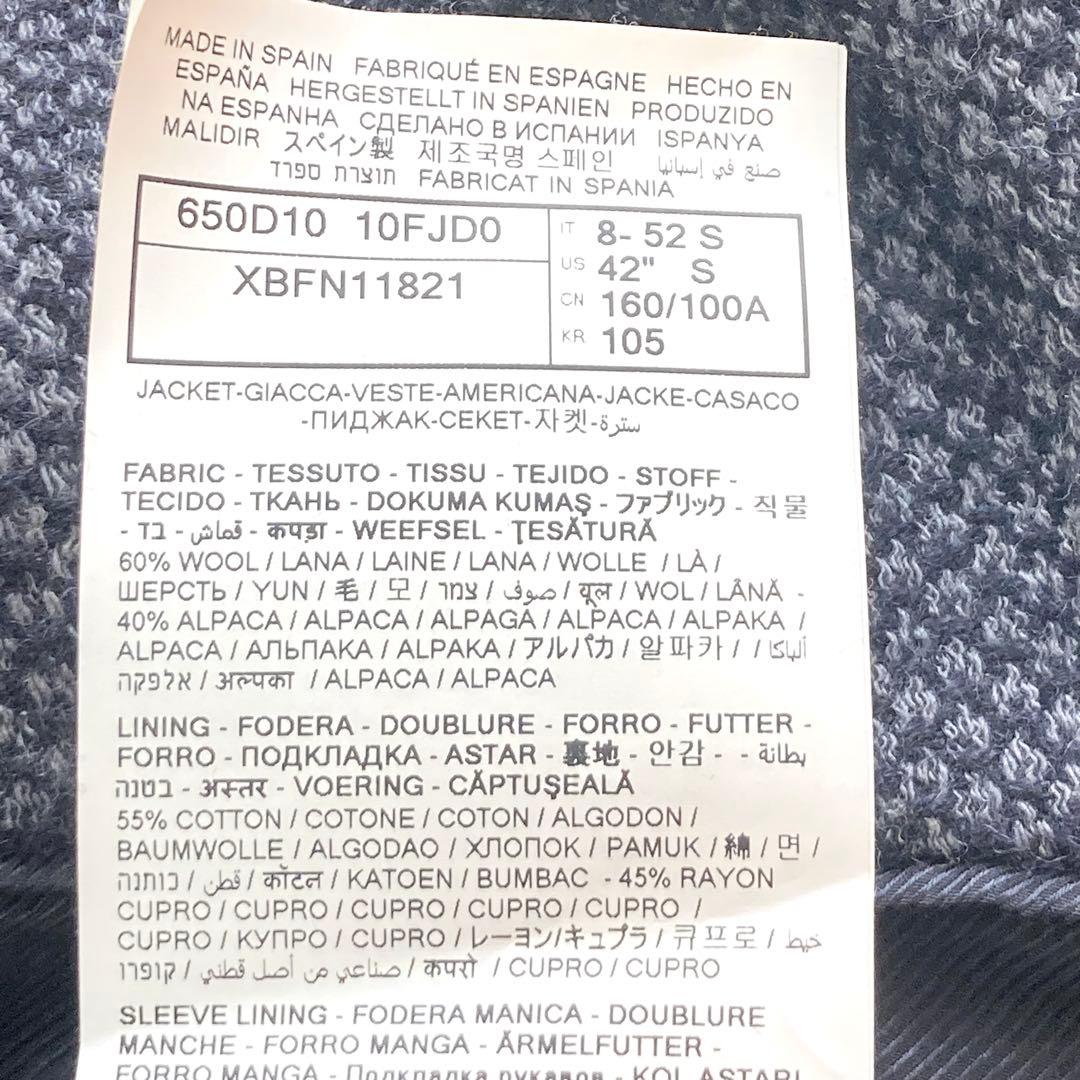 MADE IN SPAIN FABRIQUÉ EN ESPAGNE HECHO EN
ESPAÑA HERGESTELLT IN SPANIEN PRODUZIDO
NA ESPANHA СДЕЛАНО В ИСПАНИИ ISPANYA
MALIDIR スペイン製 제조국명 스페인 صنع في إسبانيا
תוצרת ספרד FABRICAT IN SPANIA
650D10 10FJD0
XBFN11821
IT 8- 52 S
US 42" S
CN 160/100A
KR 105
JACKET-GIACCA-VESTE-AMERICANA-JACKE-CASACO
-ПИДЖАК-CEKET-자켓-سترة
FABRIC - TESSUTO - TISSU - TEJIDO - STOFF -
TECIDO - ТКАНЬ - DOKUMA KUMAŞ - ファブリック - 직물
- בד - قماش - कपड़ा - WEEFSEL - ŢESĂTURĂ
60% WOOL / LANA / LAINE / LANA / WOLLE / LÀ /
ШЕРСТЬ / YUN / 毛 / 모 / צמר / صوف / वूल / WOL / LÂNĂ -
40% ALPACA / ALPACA / ALPAGA / ALPACA / ALPAKA /
ALPACA / АЛЬПАКА / ALPAKA / アルパカ / 알파카 / / ألباكا
אלפקה / अल्पका / ALPACA / ALPACA
LINING - FODERA - DOUBLURE - FORRO - FUTTER -
FORRO - ПОДКЛАДКА - ASTAR - 裏地 - 안감 - - بطانة
בטנה - अस्तर - VOERING - CĂPTUŞEALĂ
55% COTTON / COTONE / COTON / ALGODON /
BAUMWOLLE / ALGODAO / ХЛОПОК / PAMUK / 綿 / 면 /
כותנה / قطن / कॉटन / KATOEN / BUMBAC - 45% RAYON
CUPRO / CUPRO / CUPRO / CUPRO / CUPRO /
CUPRO / КУПРО / CUPRO / レーヨン/キュプラ / 큐프로 / خيط
קופרו / صناعي من أصل قطني / कपरो / CUPRO / CUPRO
SLEEVE LINING - FODERA MANICA - DOUBLURE
MANCHE - FORRO MANGA - ÄRMELFUTTER -
FORRO MANGA - Подкладка рукавов - KOL ASTARI